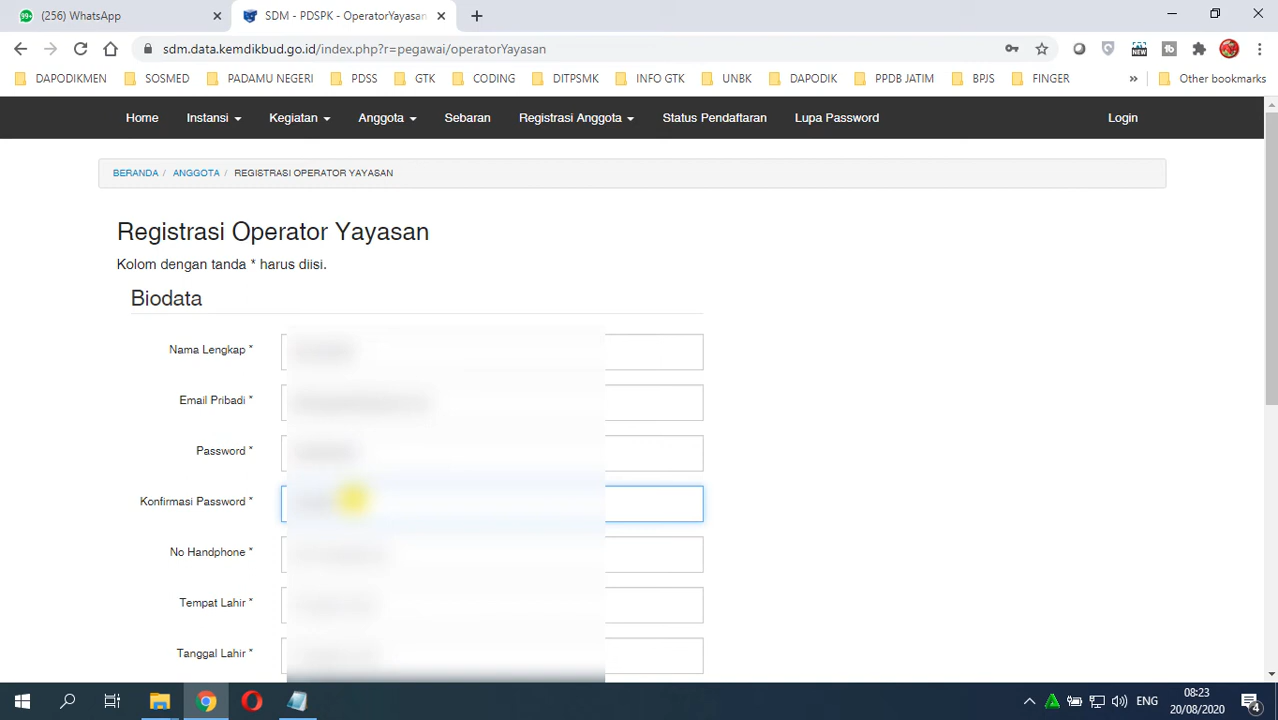 99+ (256) WhatsApp
SDM - PDSPK - OperatorYayasan
sdm.data.kemdikbud.go.id/index.php?r=pegawai/operatorYayasan
NEW
DAPODIKMEN SOSMED PADAMU NEGERI PDSS GTK CODING DITPSMK INFO GTK UNBK DAPODIK PPDB JATIM BPJS FINGER » Other bookmarks
Home Instansi Kegiatan Anggota Sebaran Registrasi Anggota Status Pendaftaran Lupa Password Login
BERANDA / ANGGOTA / REGISTRASI OPERATOR YAYASAN
Registrasi Operator Yayasan
Kolom dengan tanda * harus diisi.
Biodata
Nama Lengkap *
Email Pribadi *
Password *
Konfirmasi Password *
No Handphone *
Tempat Lahir *
Tanggal Lahir *
ENG
08:23
20/08/2020
4